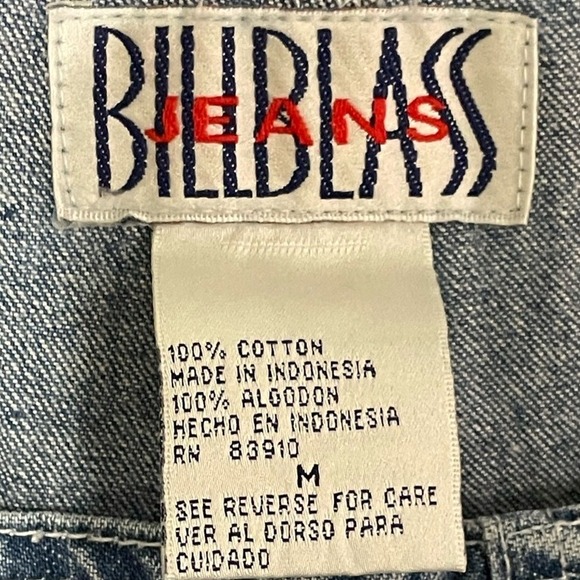 BILLBLASS
JEANS
100% COTTON
MADE IN INDONESIA
100% ALGODON
HECHO EN INDONESIA
RN 83910
M
SEE REVERSE FOR CARE
VER AL DORSO PARA
CUIDADO